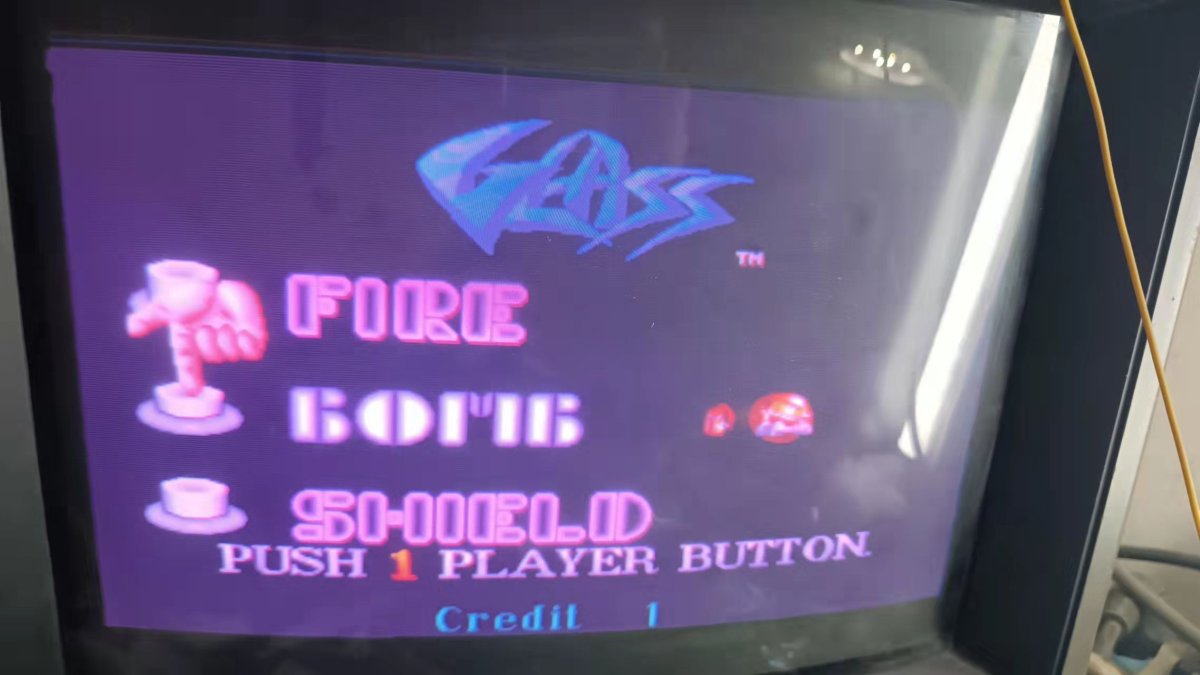 GLASS
TM
FIRE
BOMB
SHIELD
PUSH 1 PLAYER BUTTON.
Credit 1